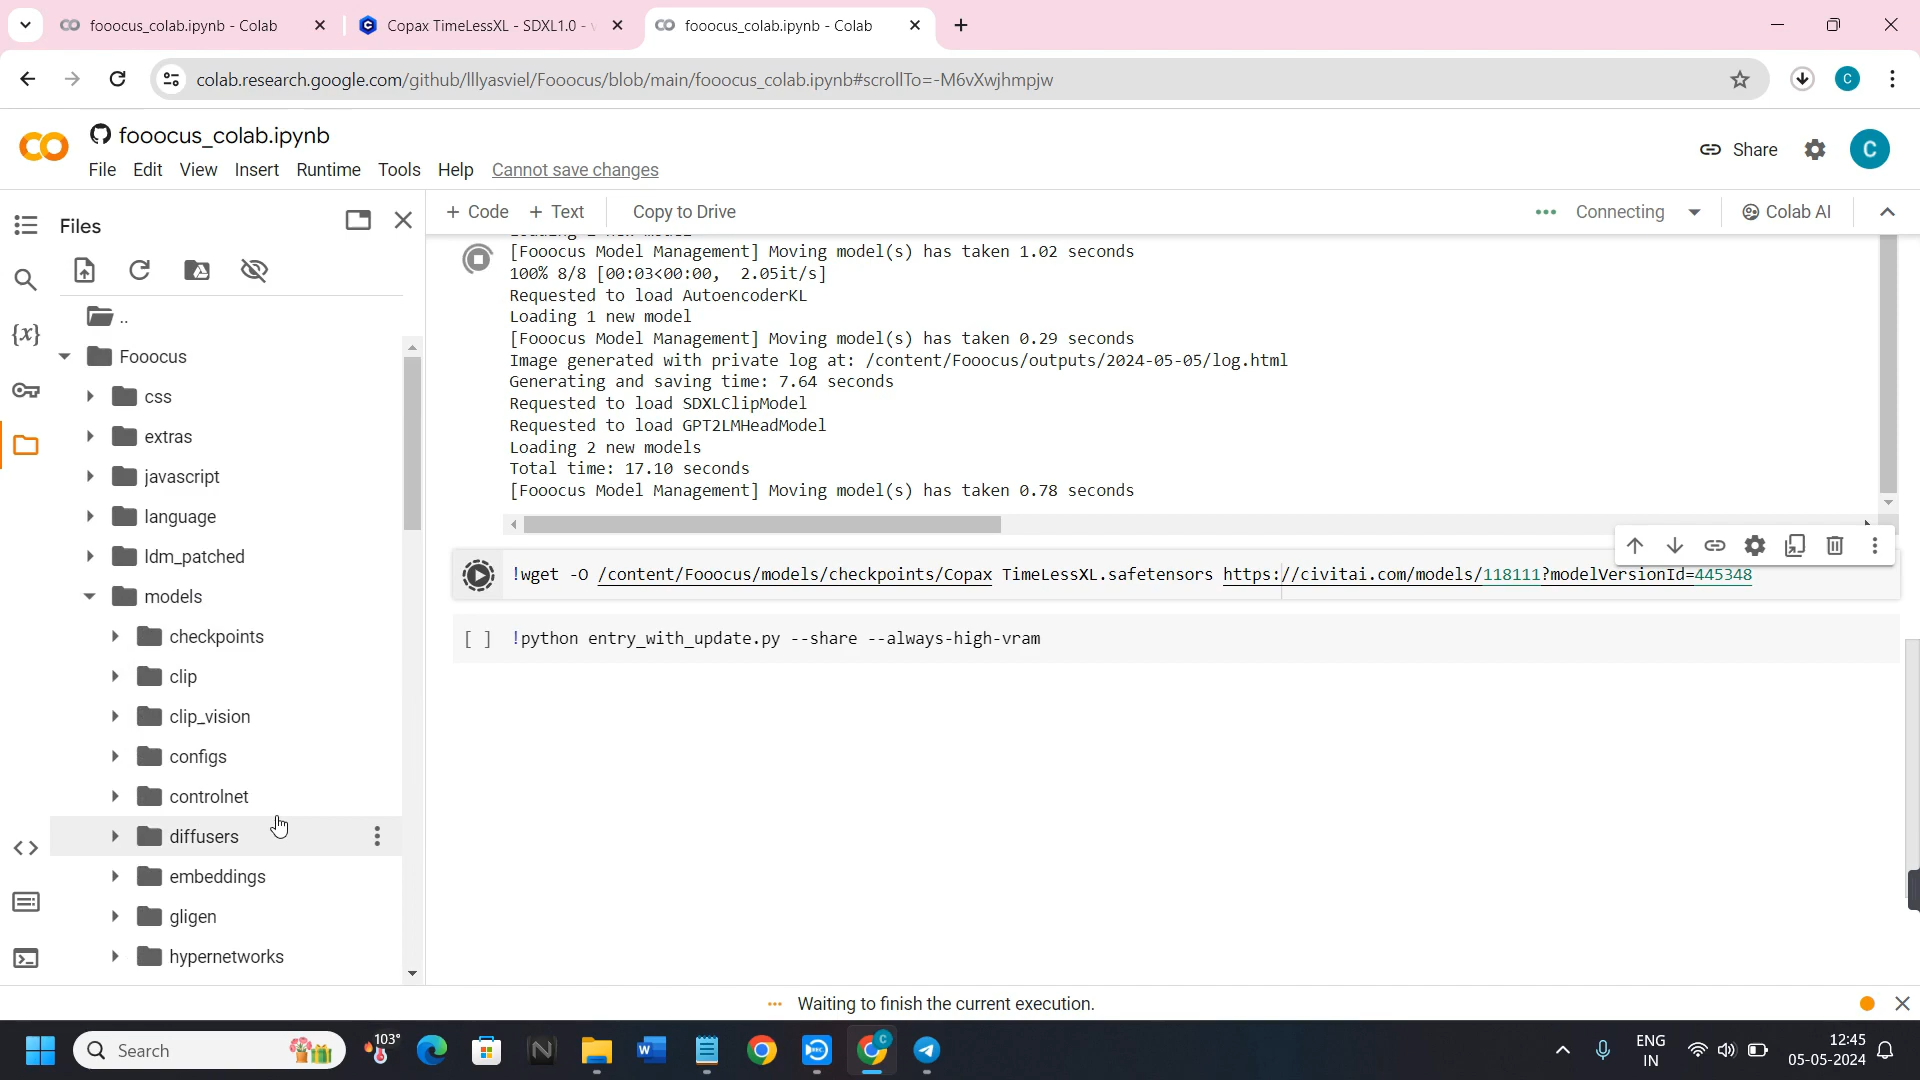 fooocus_colab.ipynb - Colab
Copax TimeLessXL - SDXL1.0 -
fooocus_colab.ipynb - Colab
colab.research.google.com/github/lllyasviel/Fooocus/blob/main/fooocus_colab.ipynb#scrollTo=-M6vXwjhmpjw
C
fooocus_colab.ipynb
File Edit View Insert Runtime Tools Help Cannot save changes
Share
C
Files
+ Code + Text Copy to Drive
Connecting
Colab AI
..
Fooocus
css
extras
javascript
language
ldm_patched
models
checkpoints
clip
clip_vision
configs
controlnet
diffusers
embeddings
gligen
hypernetworks
[Fooocus Model Management] Moving model(s) has taken 1.02 seconds
100% 8/8 [00:03<00:00, 2.05it/s]
Requested to load AutoencoderKL
Loading 1 new model
[Fooocus Model Management] Moving model(s) has taken 0.29 seconds
Image generated with private log at: /content/Fooocus/outputs/2024-05-05/log.html
Generating and saving time: 7.64 seconds
Requested to load SDXLClipModel
Requested to load GPT2LMHeadModel
Loading 2 new models
Total time: 17.10 seconds
[Fooocus Model Management] Moving model(s) has taken 0.78 seconds
!wget -O /content/Fooocus/models/checkpoints/Copax TimeLessXL.safetensors https://civitai.com/models/118111?modelVersionId=445348
[ ] !python entry_with_update.py --share --always-high-vram
Waiting to finish the current execution.
Search
103°
ENG
IN
12:45
05-05-2024